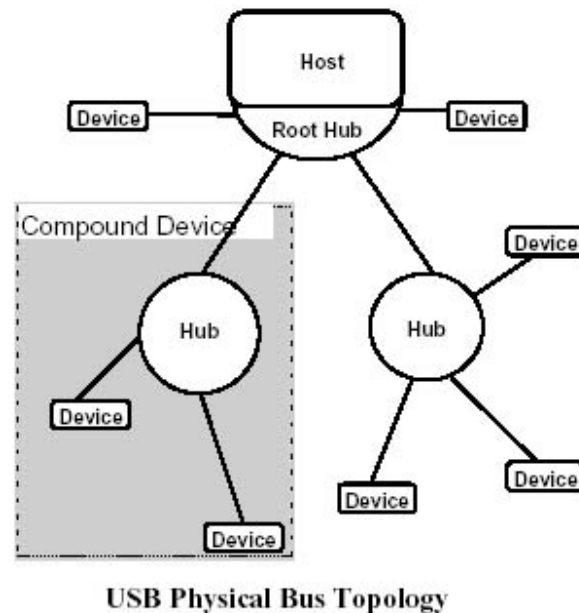 Host
Device
Root Hub
Device
Compound Device
Device
Hub
Hub
Device
Device
Device
Device
USB Physical Bus Topology